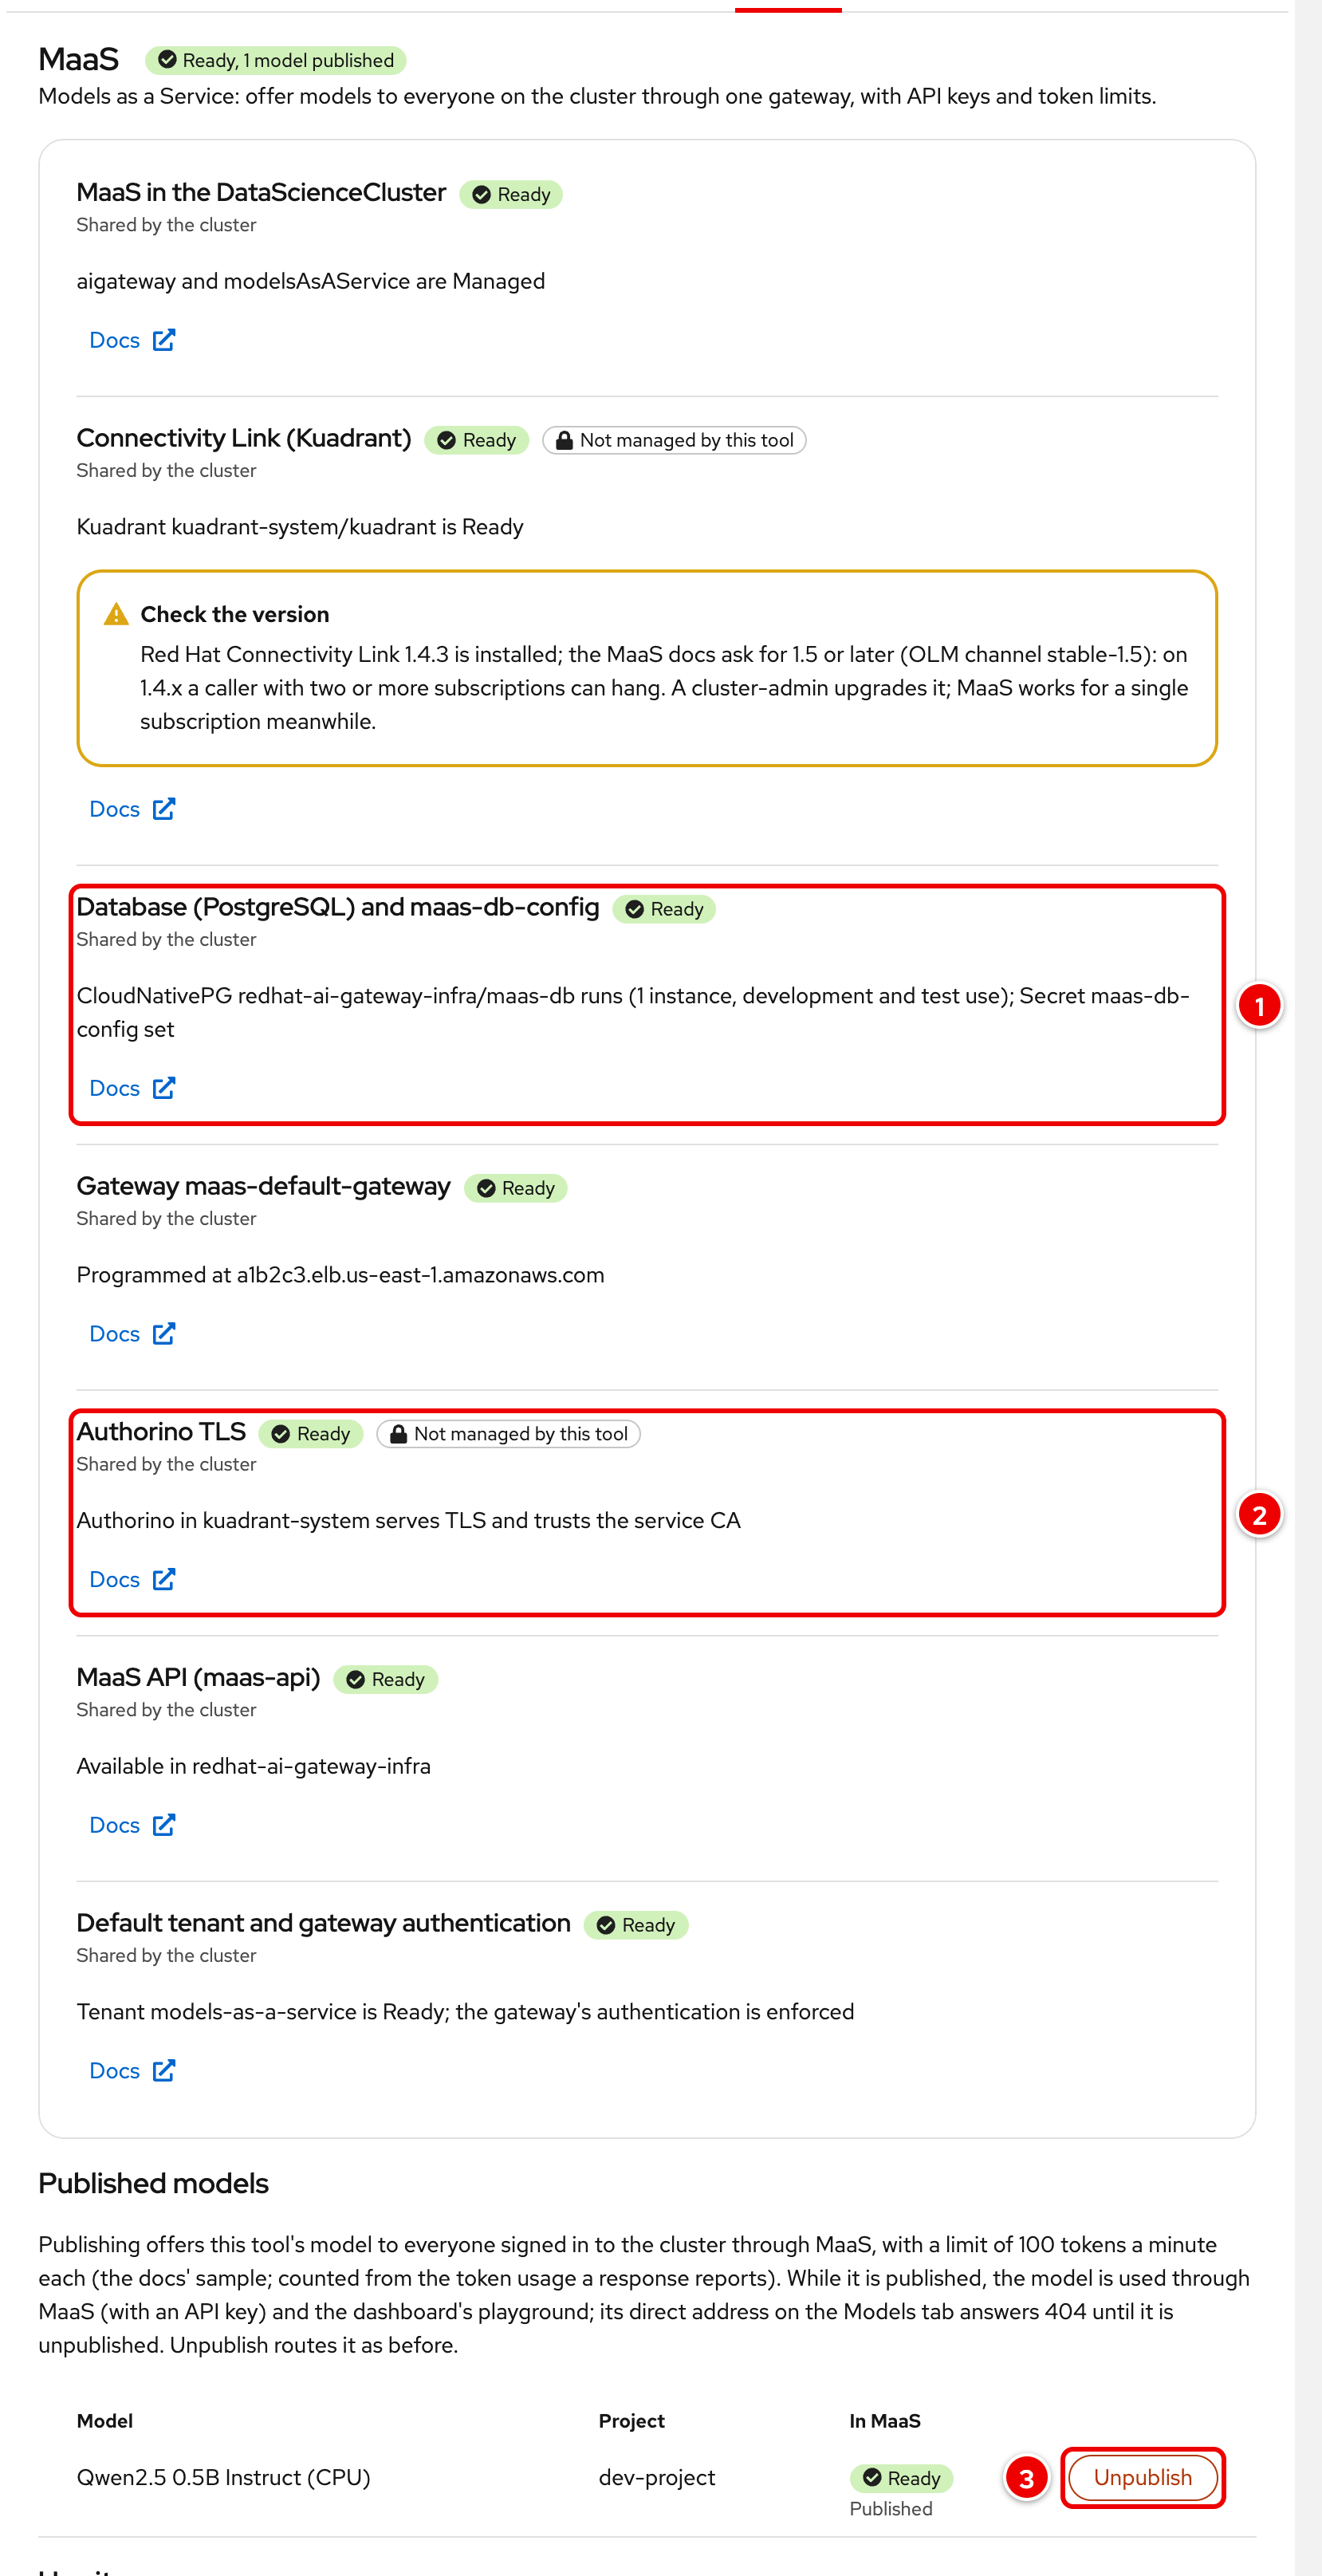 MaaS
Ready, 1 model published
Models as a Service: offer models to everyone on the cluster through one gateway, with API keys and token limits.
MaaS in the DataScienceCluster
Ready
Shared by the cluster
aigateway and modelsAsAService are Managed
Docs
Connectivity Link (Kuadrant)
Ready
Not managed by this tool
Shared by the cluster
Kuadrant kuadrant-system/kuadrant is Ready
Check the version
Red Hat Connectivity Link 1.4.3 is installed; the MaaS docs ask for 1.5 or later (OLM channel stable-1.5): on
1.4.x a caller with two or more subscriptions can hang. A cluster-admin upgrades it; MaaS works for a single
subscription meanwhile.
Docs
Database (PostgreSQL) and maas-db-config
Ready
Shared by the cluster
CloudNativePG redhat-ai-gateway-infra/maas-db runs (1 instance, development and test use); Secret maas-db-
config set
1
Docs
Gateway maas-default-gateway
Ready
Shared by the cluster
Programmed at a1b2c3.elb.us-east-1.amazonaws.com
Docs
Authorino TLS
Ready
Not managed by this tool
Shared by the cluster
Authorino in kuadrant-system serves TLS and trusts the service CA
2
Docs
MaaS API (maas-api)
Ready
Shared by the cluster
Available in redhat-ai-gateway-infra
Docs
Default tenant and gateway authentication
Ready
Shared by the cluster
Tenant models-as-a-service is Ready; the gateway's authentication is enforced
Docs
Published models
Publishing offers this tool's model to everyone signed in to the cluster through MaaS, with a limit of 100 tokens a minute
each (the docs' sample; counted from the token usage a response reports). While it is published, the model is used through
MaaS (with an API key) and the dashboard's playground; its direct address on the Models tab answers 404 until it is
unpublished. Unpublish routes it as before.
Model Project In MaaS
Qwen2.5 0.5B Instruct (CPU) dev-project Ready 3 Unpublish
Published